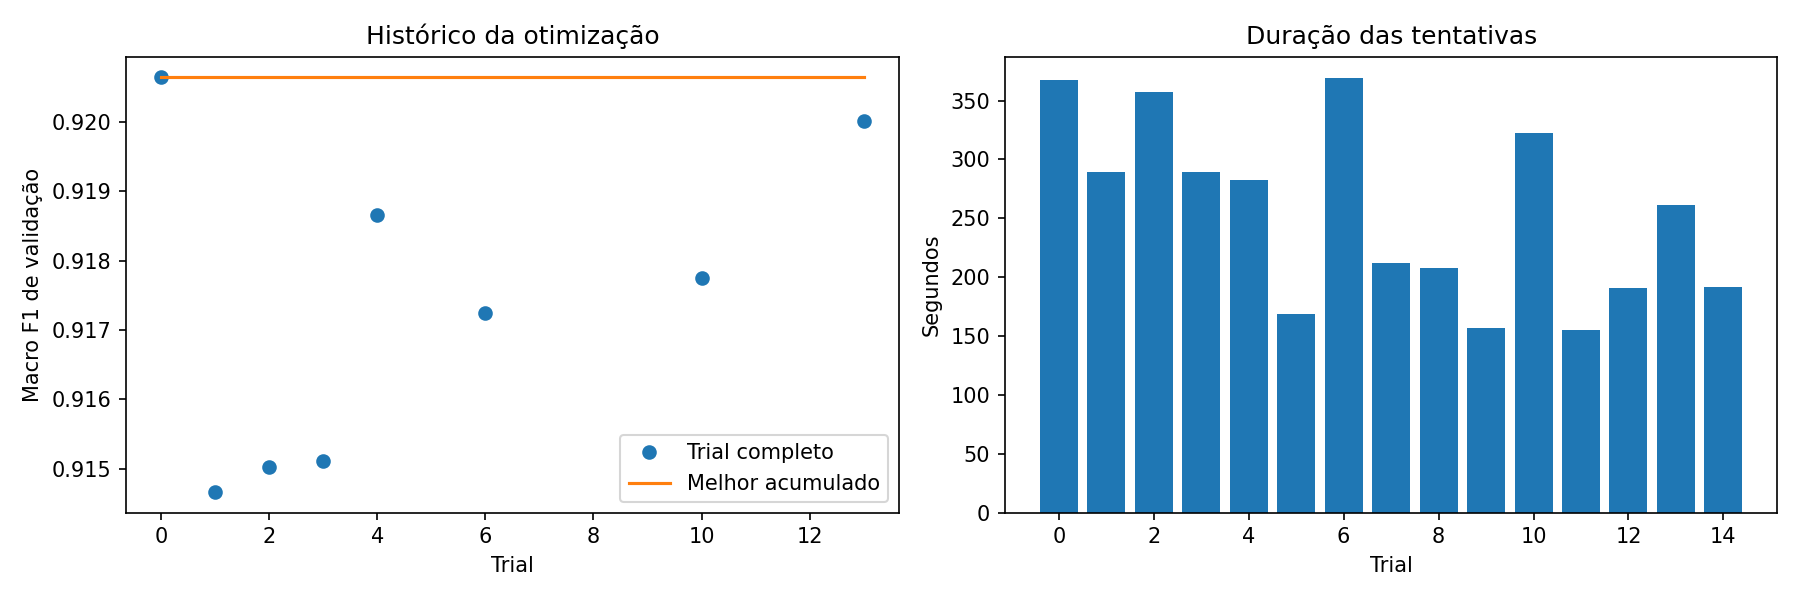 Histórico da otimização
Macro F1 de validação
0.920
0.919
0.918
0.917
0.916
0.915
0 2 4 6 8 10 12
Trial
Trial completo
Melhor acumulado
Duração das tentativas
Segundos
350
300
250
200
150
100
50
0
0 2 4 6 8 10 12 14
Trial